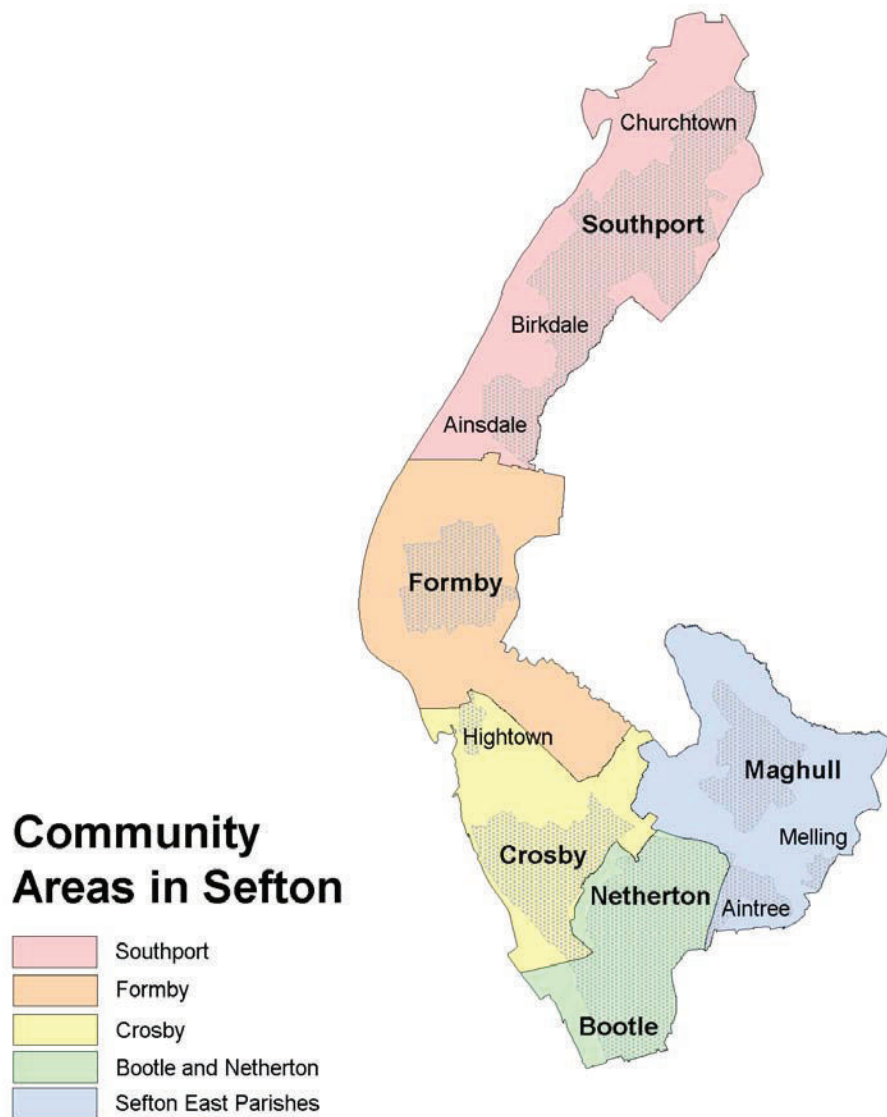 Churchtown
Southport
Birkdale
Ainsdale
Formby
Hightown
Maghull
Melling
Crosby
Netherton
Aintree
Bootle
Community
Areas in Sefton
Southport
Formby
Crosby
Bootle and Netherton
Sefton East Parishes